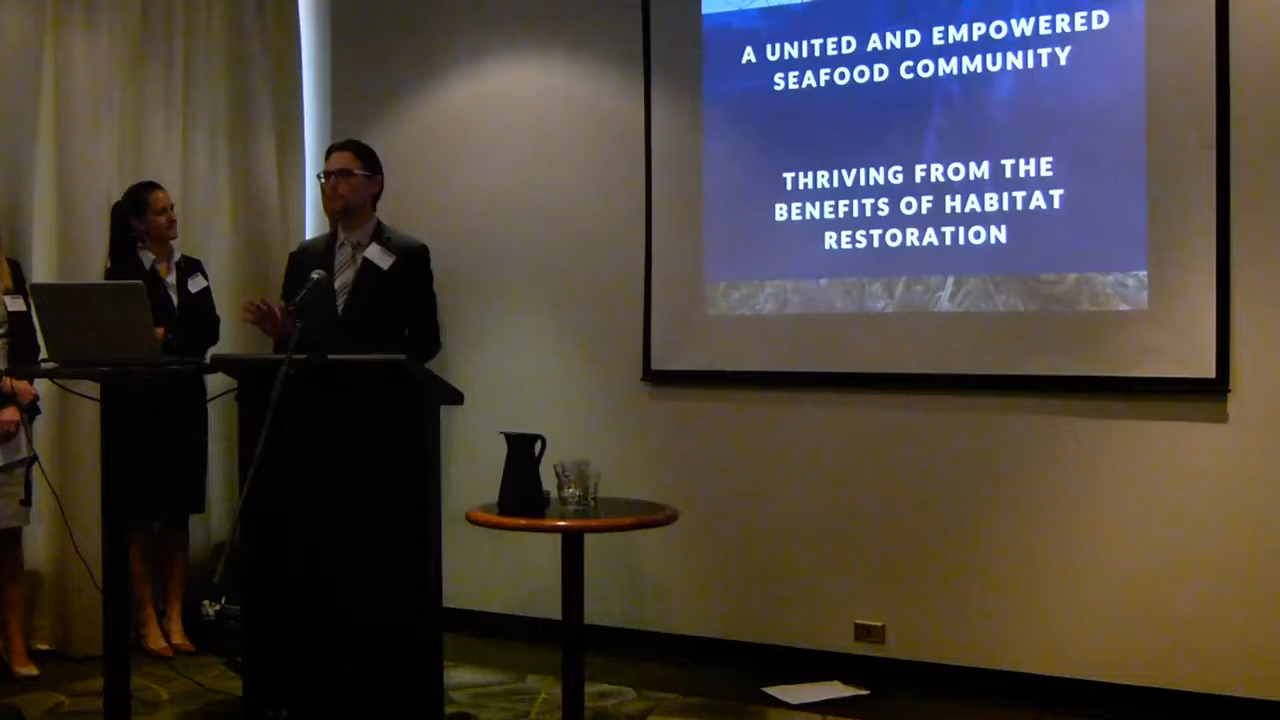 A UNITED AND EMPOWERED
SEAFOOD COMMUNITY
THRIVING FROM THE
BENEFITS OF HABITAT
RESTORATION